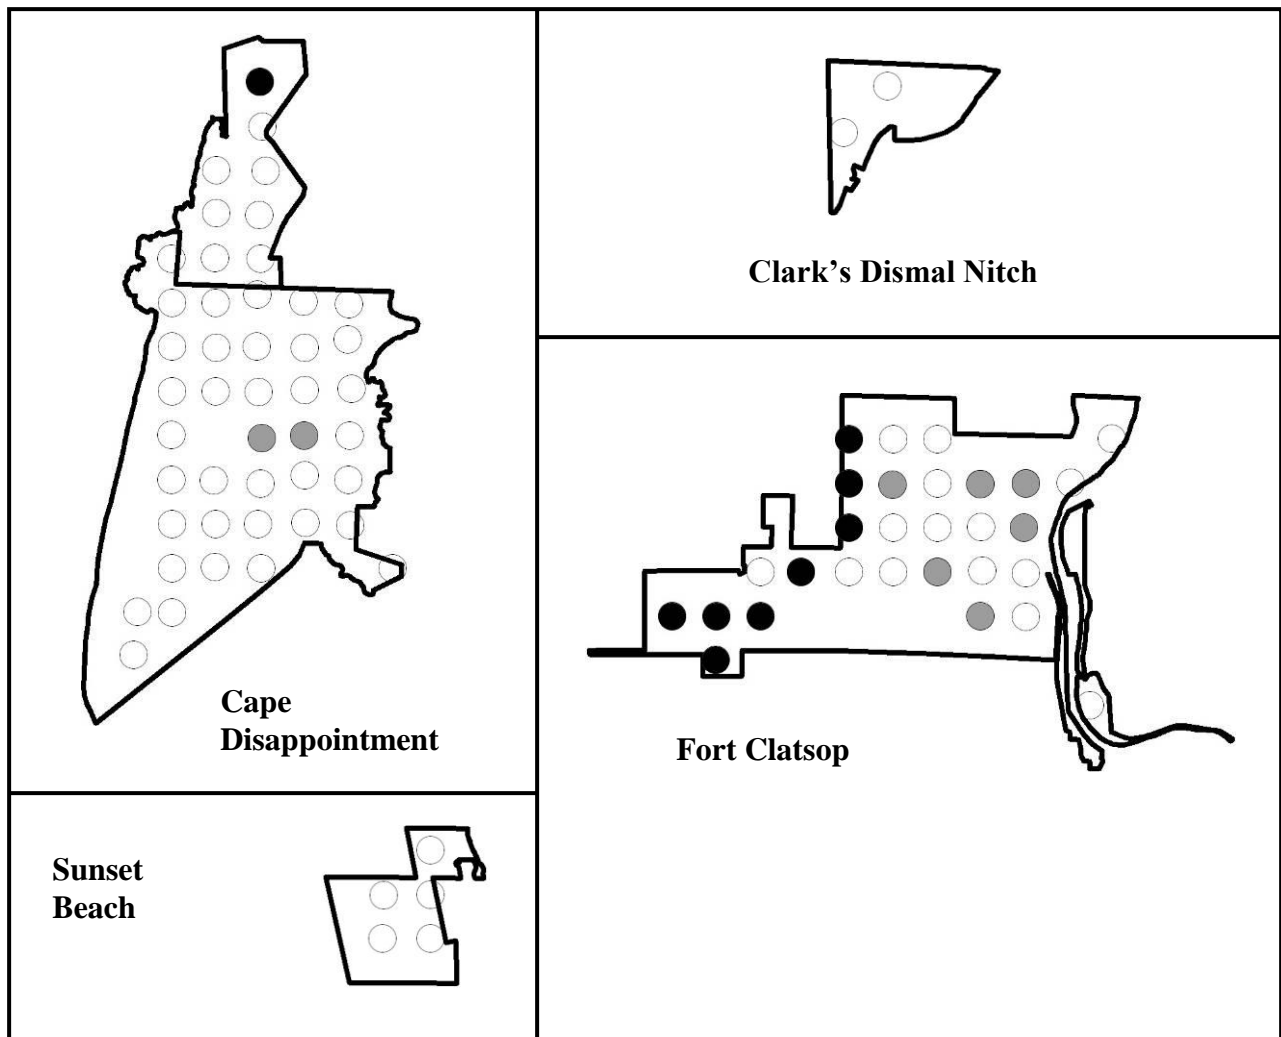 Clark’s Dismal Nitch
Cape
Disappointment
Fort Clatsop
Sunset
Beach